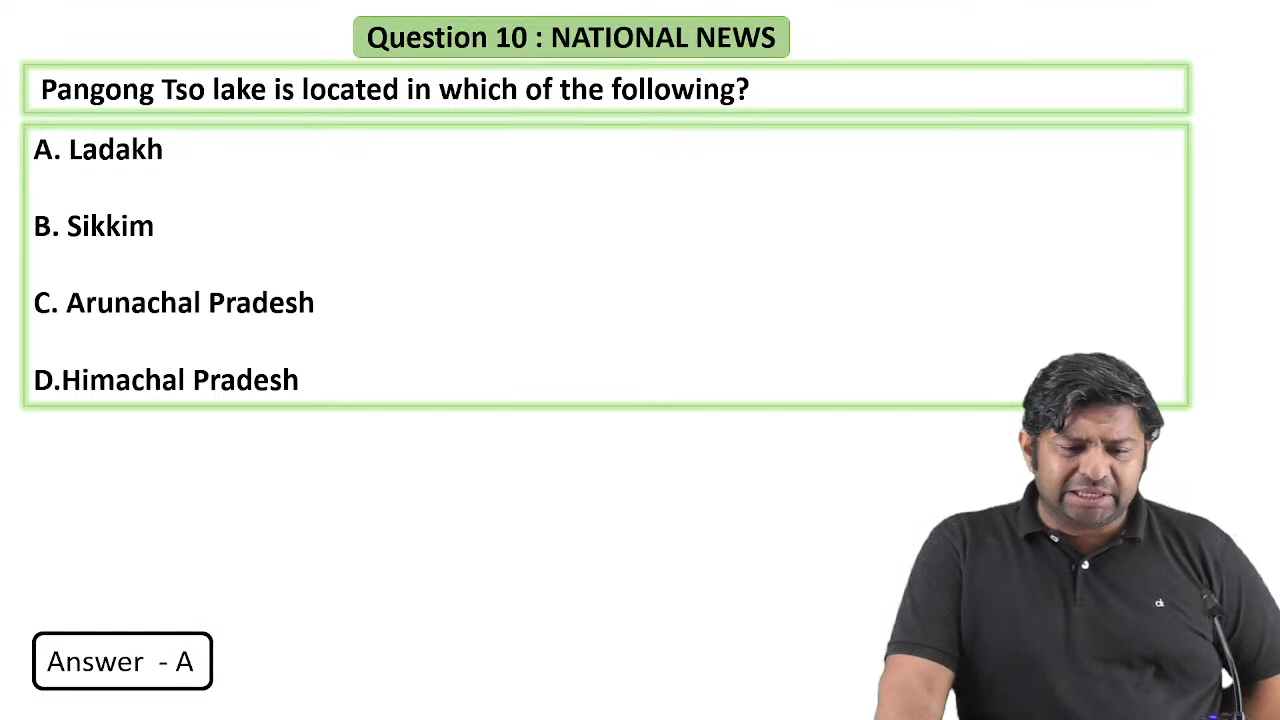 Question 10 : NATIONAL NEWS
Pangong Tso lake is located in which of the following?
A. Ladakh
B. Sikkim
C. Arunachal Pradesh
D.Himachal Pradesh
Answer - A